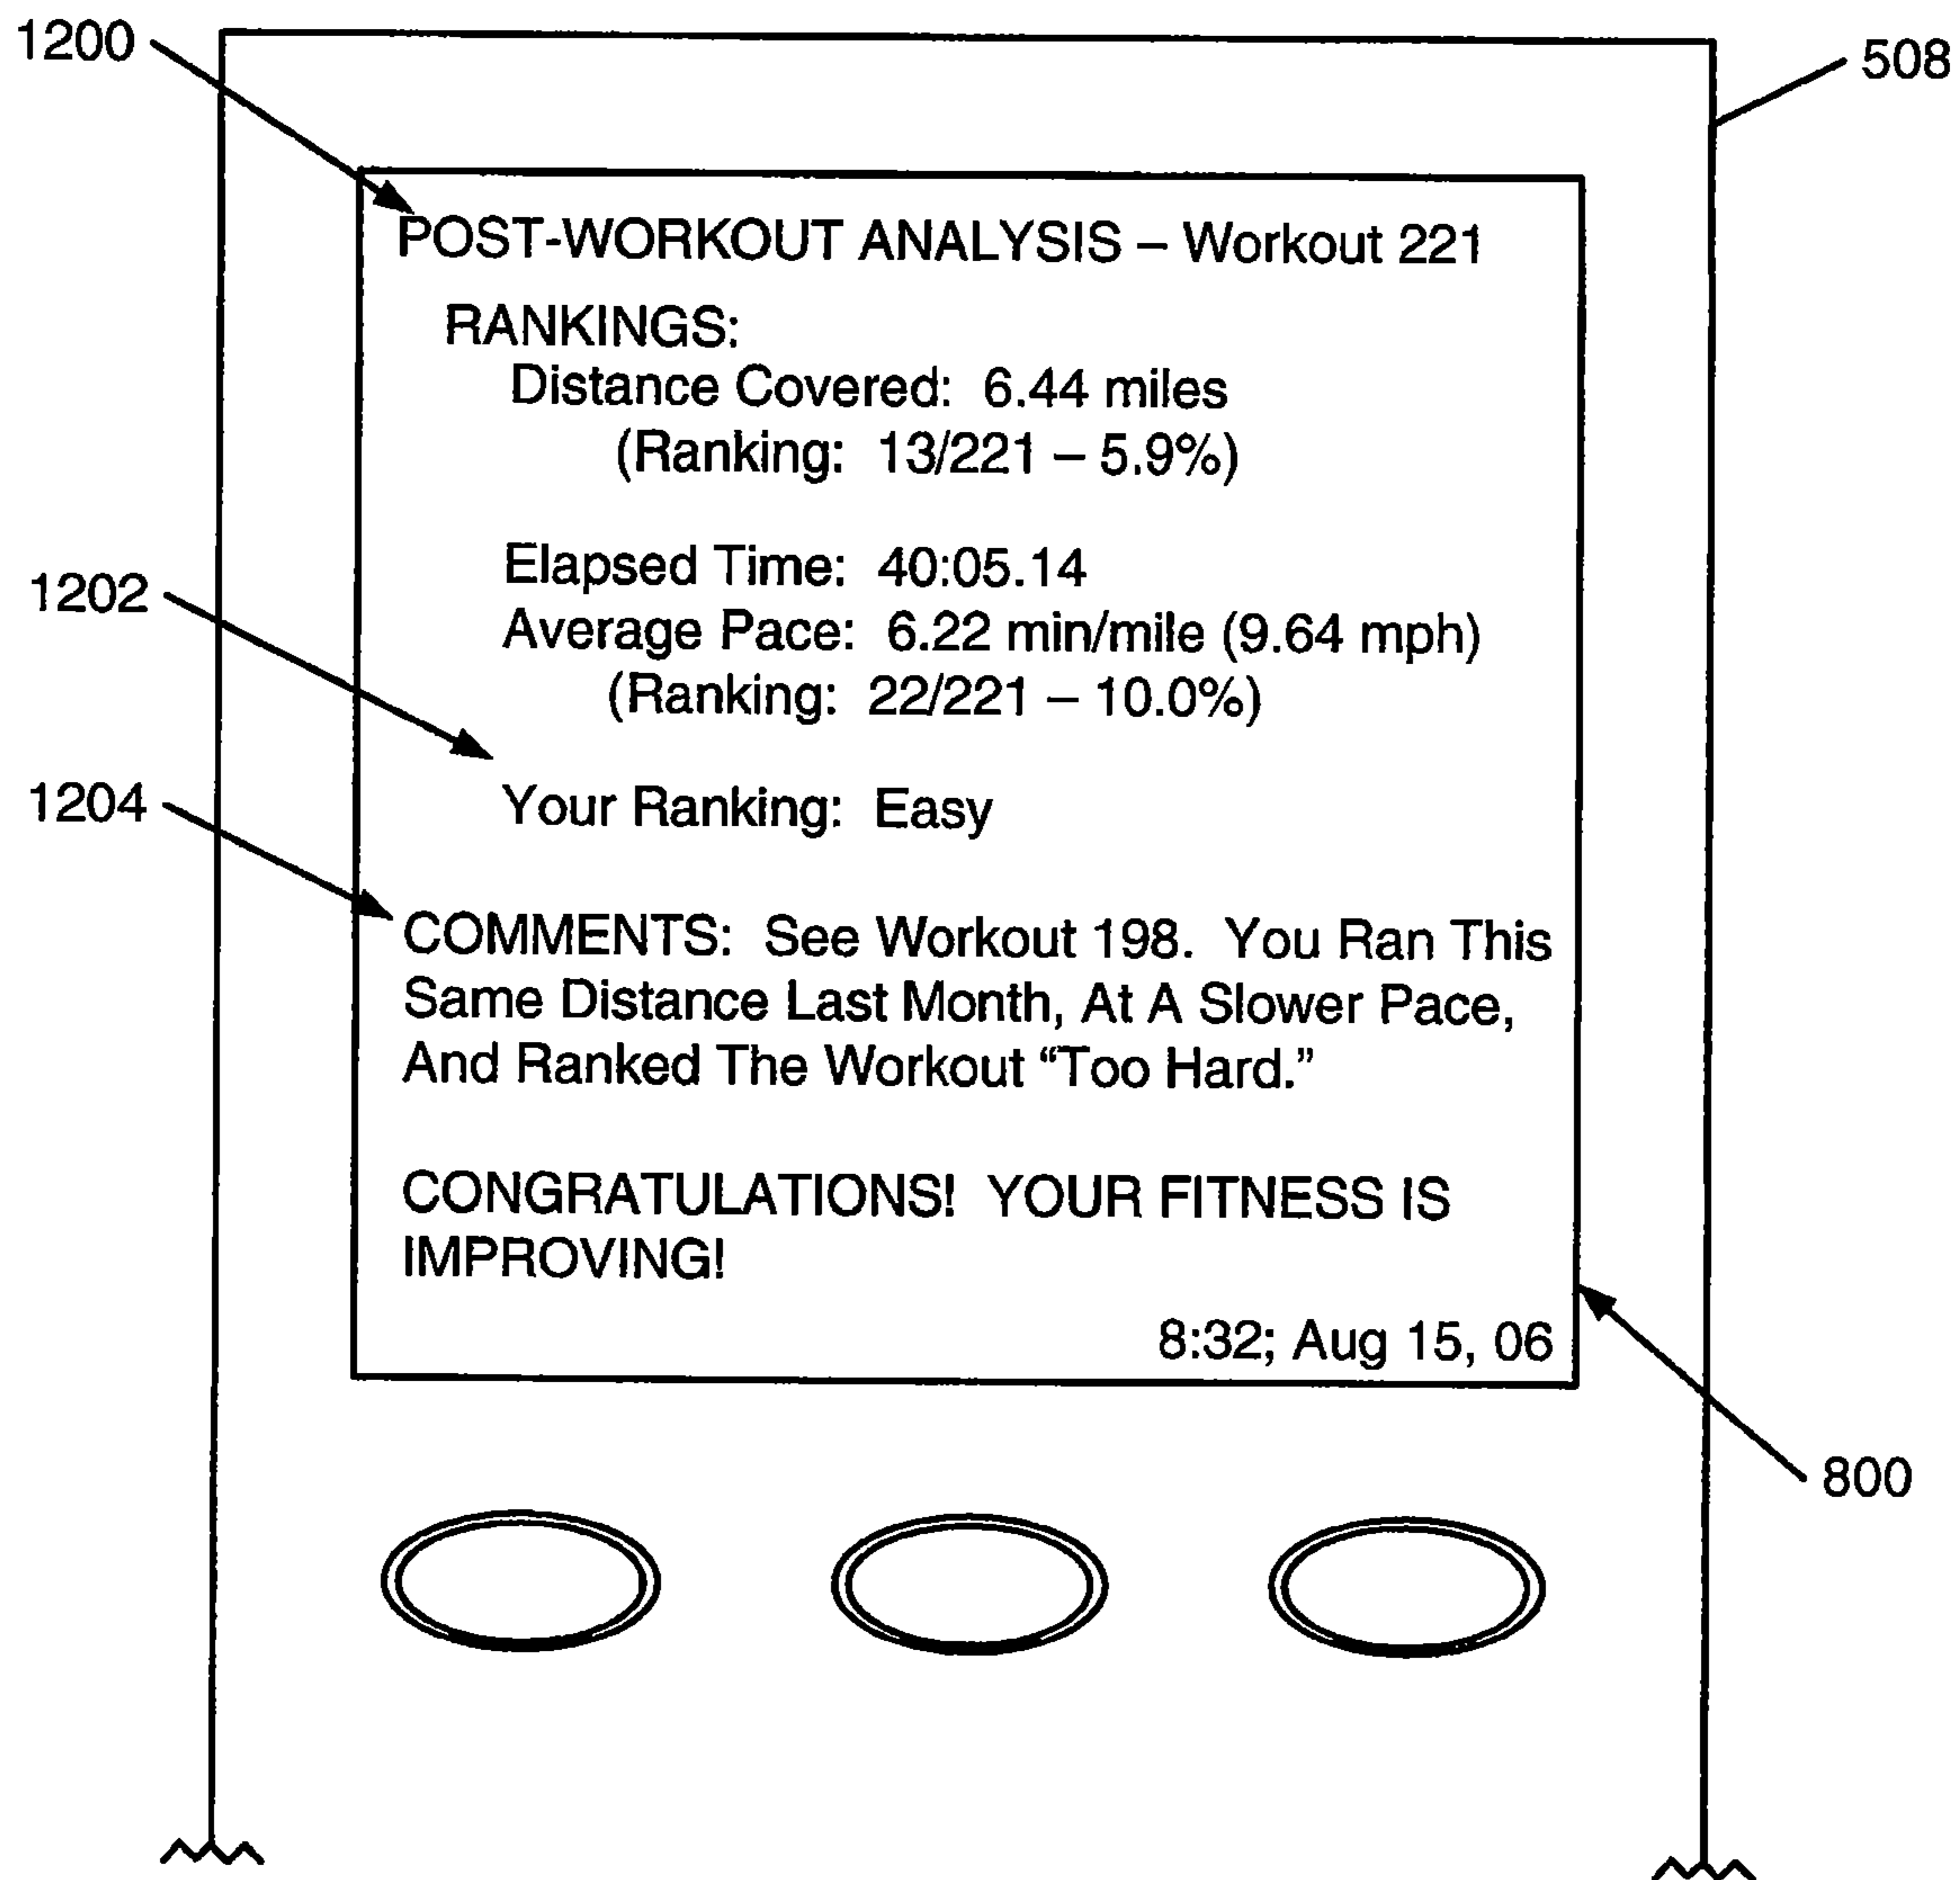 1200
508
POST-WORKOUT ANALYSIS – Workout 221
RANKINGS:
Distance Covered: 6.44 miles
(Ranking: 13/221 – 5.9%)
Elapsed Time: 40:05.14
1202
Average Pace: 6.22 min/mile (9.64 mph)
(Ranking: 22/221 – 10.0%)
Your Ranking: Easy
1204
COMMENTS: See Workout 198. You Ran This
Same Distance Last Month, At A Slower Pace,
And Ranked The Workout “Too Hard.”
CONGRATULATIONS! YOUR FITNESS IS
IMPROVING!
8:32; Aug 15, 06
800